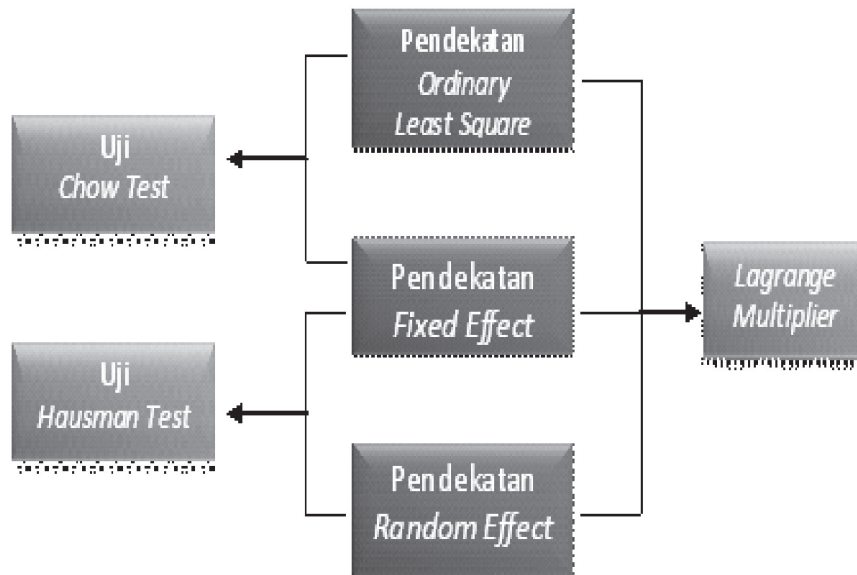 Pendekatan
Ordinary
Least Square
Uji
Chow Test
Pendekatan
Fixed Effect
Lagrange
Multiplier
Uji
Hausman Test
Pendekatan
Random Effect